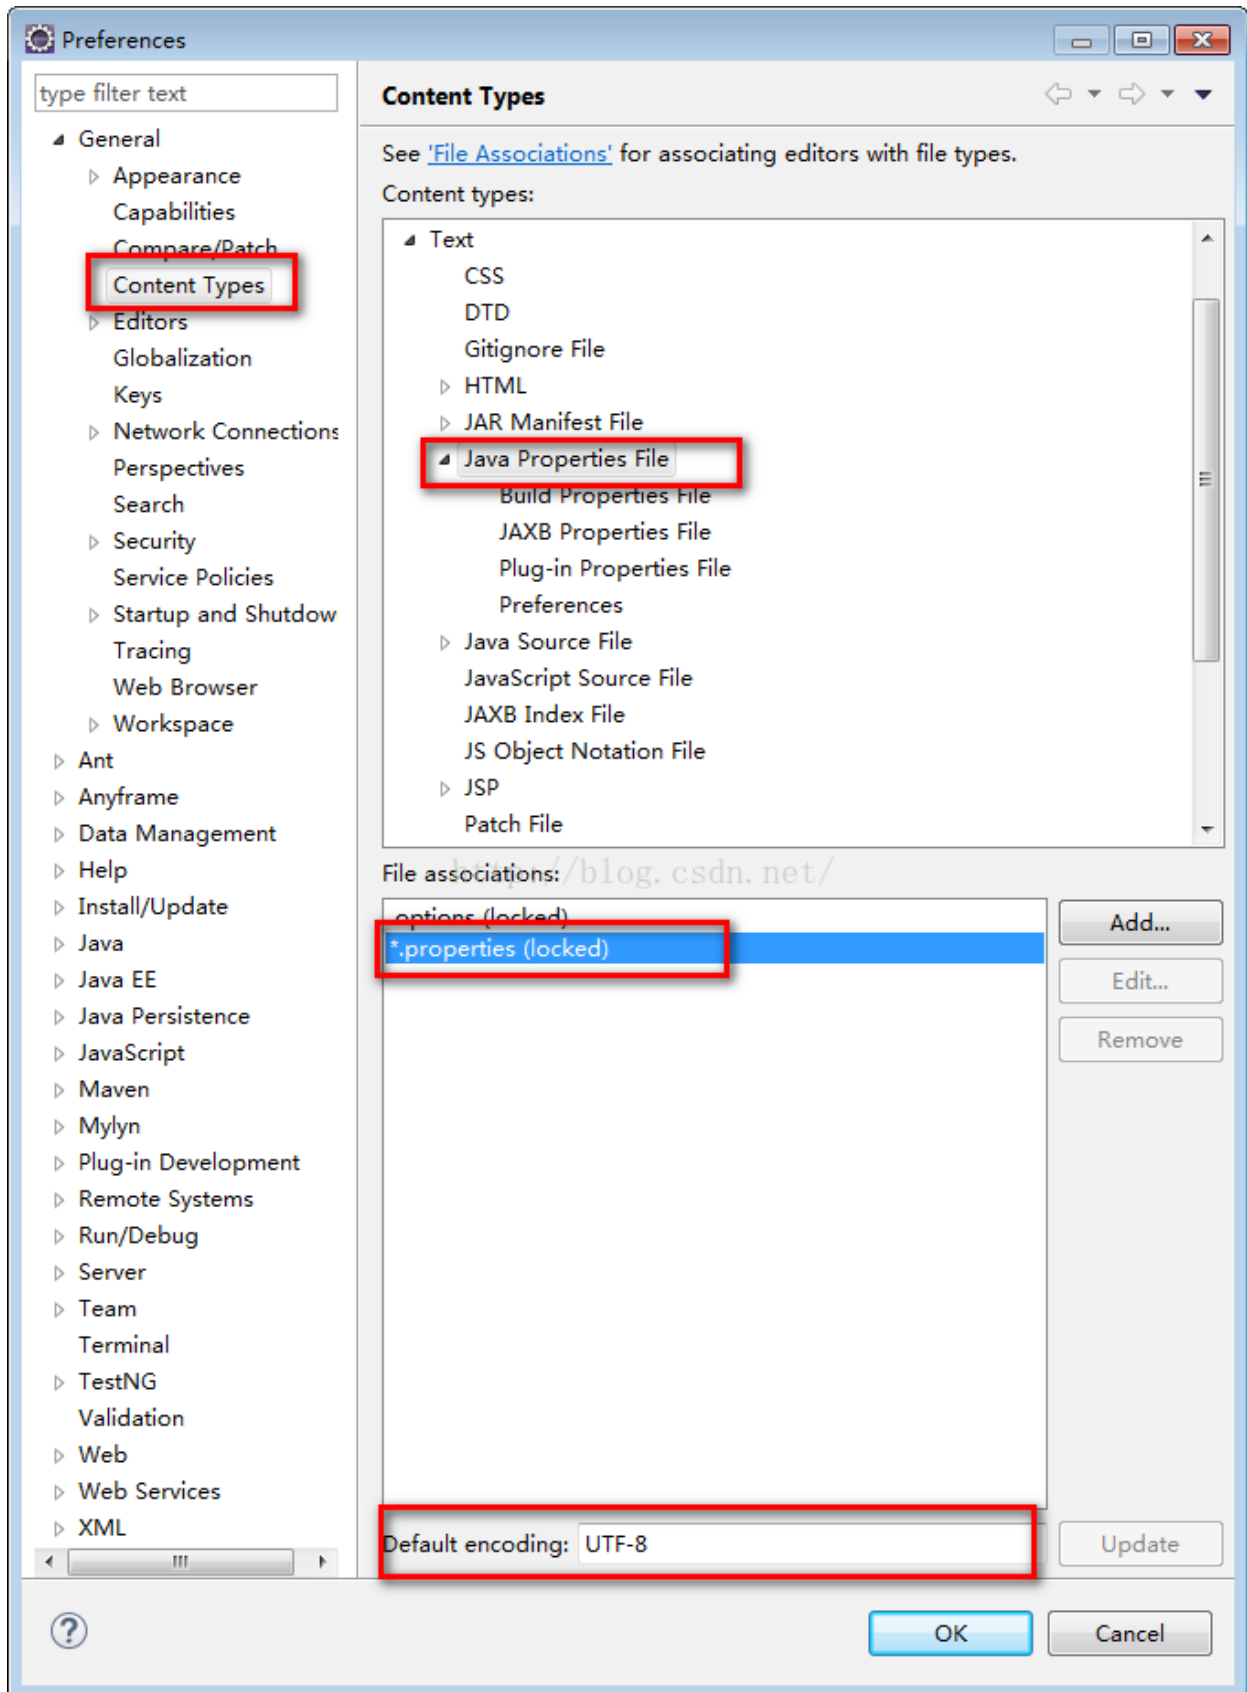 Preferences
type filter text
General
Appearance
Capabilities
Compare/Patch
Content Types
Editors
Globalization
Keys
Network Connections
Perspectives
Search
Security
Service Policies
Startup and Shutdow
Tracing
Web Browser
Workspace
Ant
Anyframe
Data Management
Help
Install/Update
Java
Java EE
Java Persistence
JavaScript
Maven
Mylyn
Plug-in Development
Remote Systems
Run/Debug
Server
Team
Terminal
TestNG
Validation
Web
Web Services
XML
Content Types
See 'File Associations' for associating editors with file types.
Content types:
Text
CSS
DTD
Gitignore File
HTML
JAR Manifest File
Java Properties File
Build Properties File
JAXB Properties File
Plug-in Properties File
Preferences
Java Source File
JavaScript Source File
JAXB Index File
JS Object Notation File
JSP
Patch File
File associations:
http://blog.csdn.net/
.options (locked)
*.properties (locked)
Add...
Edit...
Remove
Default encoding: UTF-8
Update
OK
Cancel